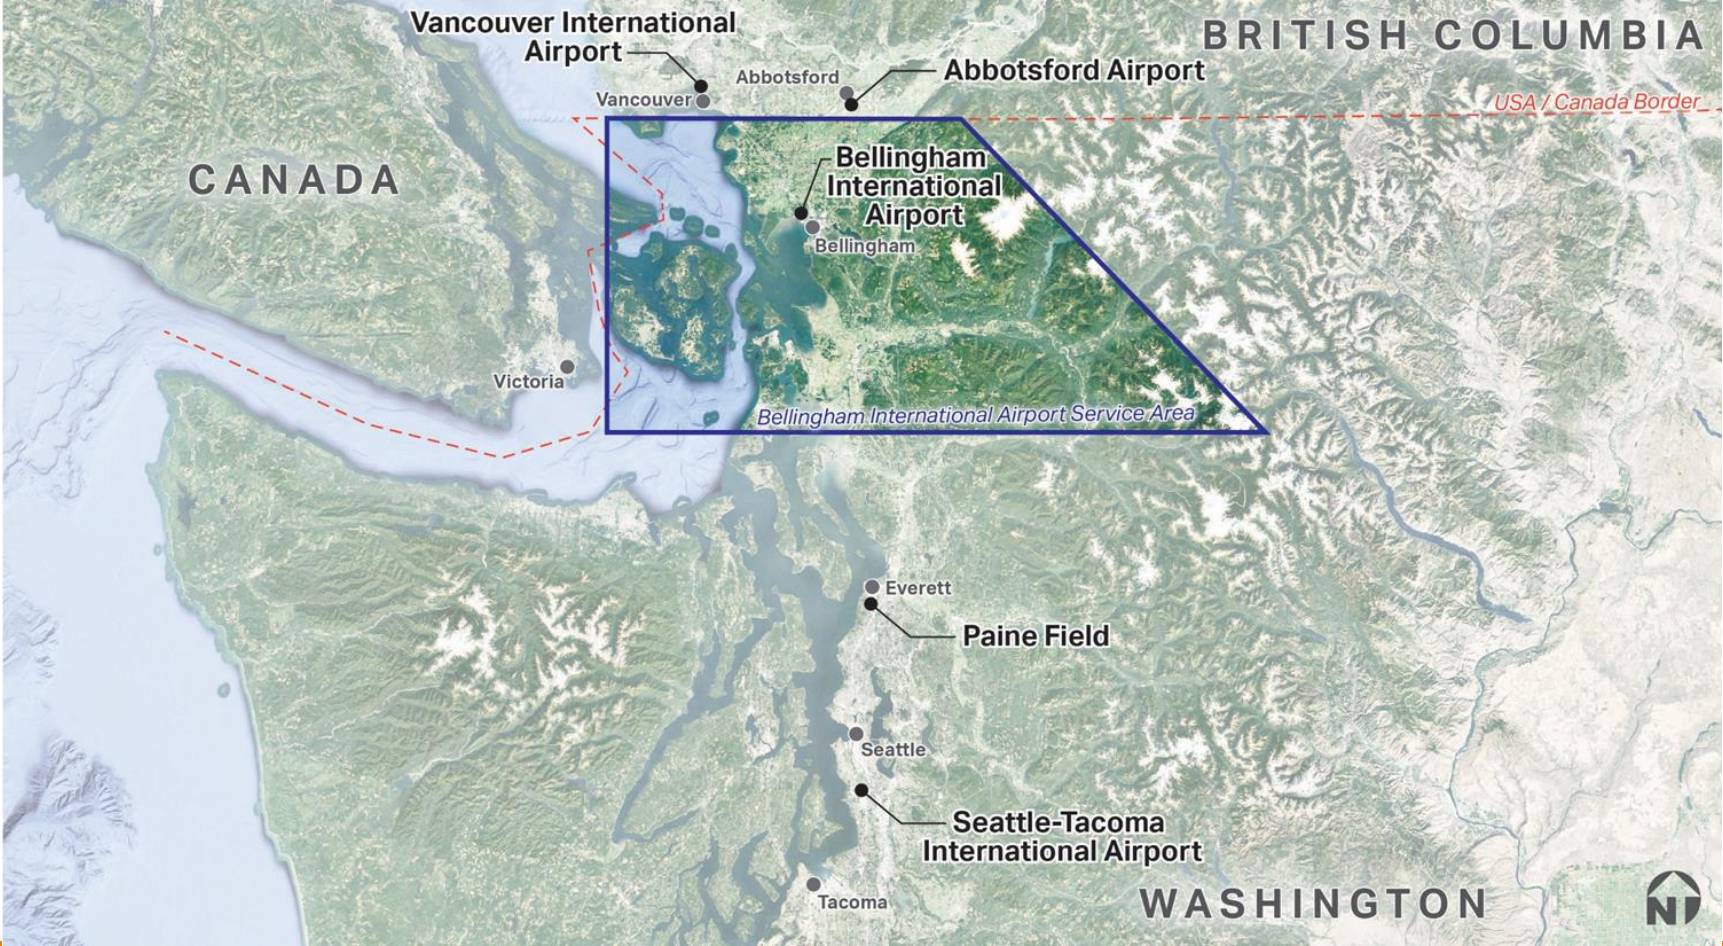 Vancouver International
Airport
BRITISH COLUMBIA
Abbotsford
Abbotsford Airport
Vancouver
USA / Canada Border
CANADA
Bellingham
International
Airport
Bellingham
Victoria
Bellingham International Airport Service Area
Everett
Paine Field
Seattle
Seattle-Tacoma
International Airport
Tacoma
WASHINGTON
N